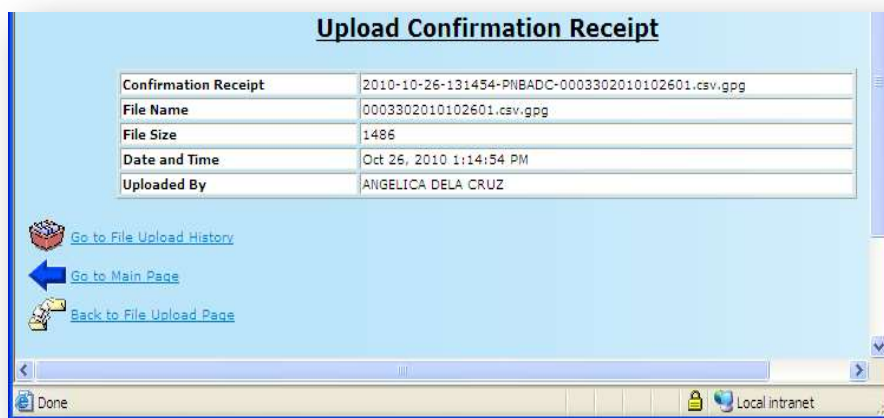 Upload Confirmation Receipt
Confirmation Receipt 2010-10-26-131454-PNBADC-0003302010102601.csv.gpg
File Name 0003302010102601.csv.gpg
File Size 1486
Date and Time Oct 26, 2010 1:14:54 PM
Uploaded By ANGELICA DELA CRUZ
Go to File Upload History
Go to Main Page
Back to File Upload Page
Done Local intranet